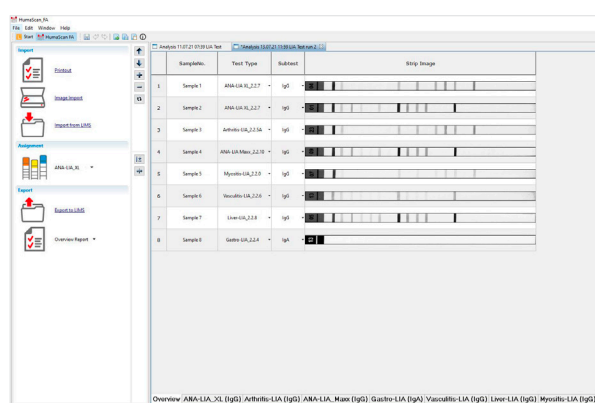 HumaScan FA
File Edit Window Help
Start HumaScan FA
Import
Printout
Image Import
Import from LIMS
Assignment
ANA-LIA_XL
Export
Export to LIMS
Overview Report
Analysis 11.07.21 07:39 LIA Test
*Analysis 13.07.21 11:39 LIA Test run 2
SampleNo. Test Type Subtest Strip Image
1 Sample 1 ANA-LIA XL_2.2.7 IgG
2 Sample 2 ANA-LIA XL_2.2.7 IgG
3 Sample 3 Arthritis-LIA_2.2.5A IgG
4 Sample 4 ANA-LIA Maxx_2.2.10 IgG
5 Sample 5 Myositis-LIA_2.2.0 IgG
6 Sample 6 Vasculitis-LIA_2.2.6 IgG
7 Sample 7 Liver-LIA_2.2.8 IgG
8 Sample 8 Gastro-LIA_2.2.4 IgA
Overview ANA-LIA_XL (IgG) Arthritis-LIA (IgG) ANA-LIA_Maxx (IgG) Gastro-LIA (IgA) Vasculitis-LIA (IgG) Liver-LIA (IgG) Myositis-LIA (IgG)